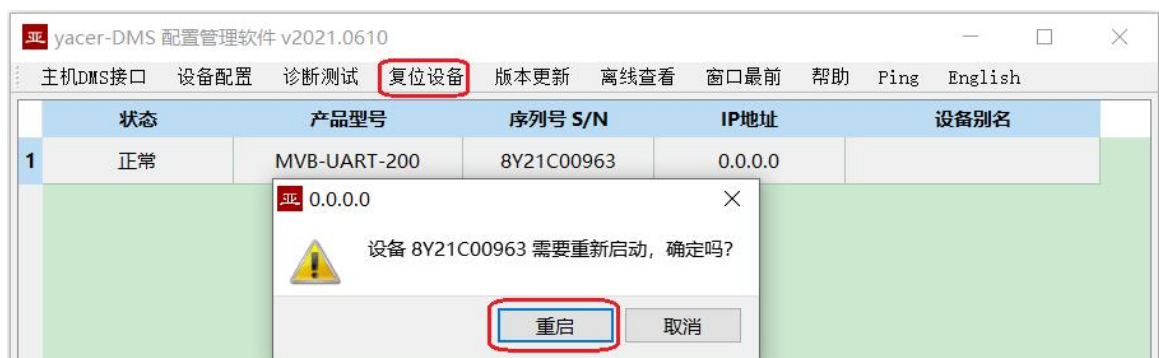 亚 yacer-DMS 配置管理软件 v2021.0610
主机DMS接口 设备配置 诊断测试 复位设备 版本更新 离线查看 窗口最前 帮助 Ping English
状态 产品型号 序列号 S/N IP地址 设备别名
1 正常 MVB-UART-200 8Y21C00963 0.0.0.0
亚 0.0.0.0
设备 8Y21C00963 需要重新启动，确定吗？
重启 取消